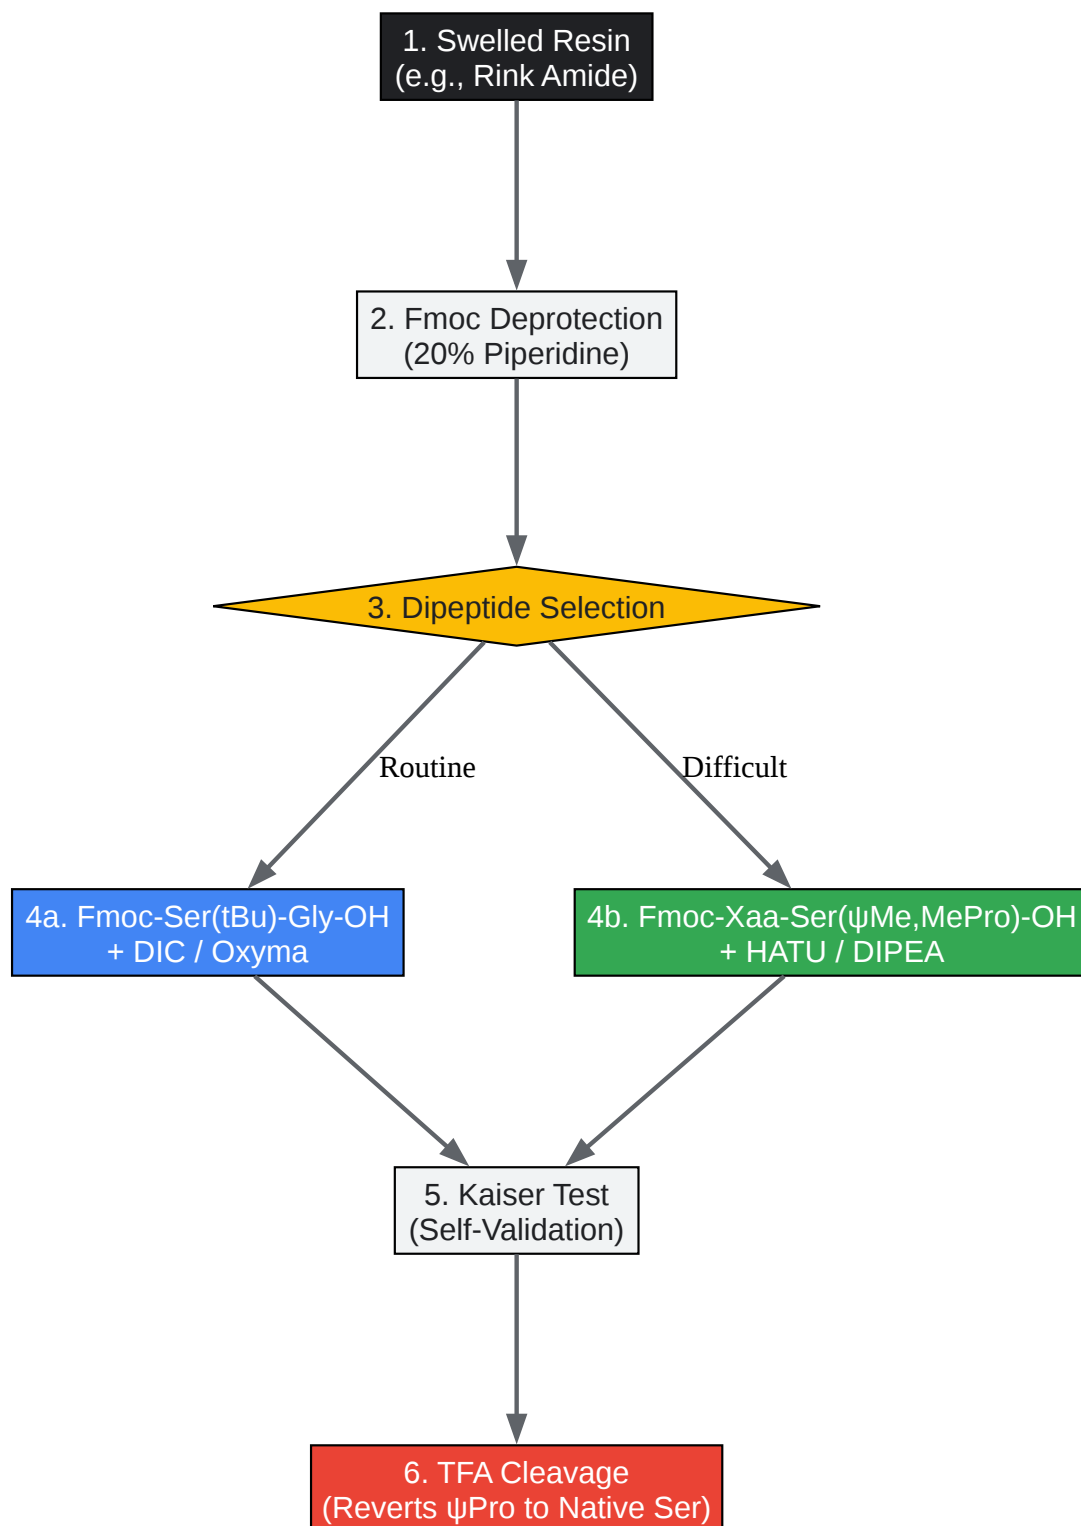 1. Swelled Resin
(e.g., Rink Amide)
2. Fmoc Deprotection
(20% Piperidine)
3. Dipeptide Selection
Routine
Difficult
4a. Fmoc-Ser(tBu)-Gly-OH
+ DIC / Oxyma
4b. Fmoc-Xaa-Ser(ψMe,MePro)-OH
+ HATU / DIPEA
5. Kaiser Test
(Self-Validation)
6. TFA Cleavage
(Reverts ψPro to Native Ser)